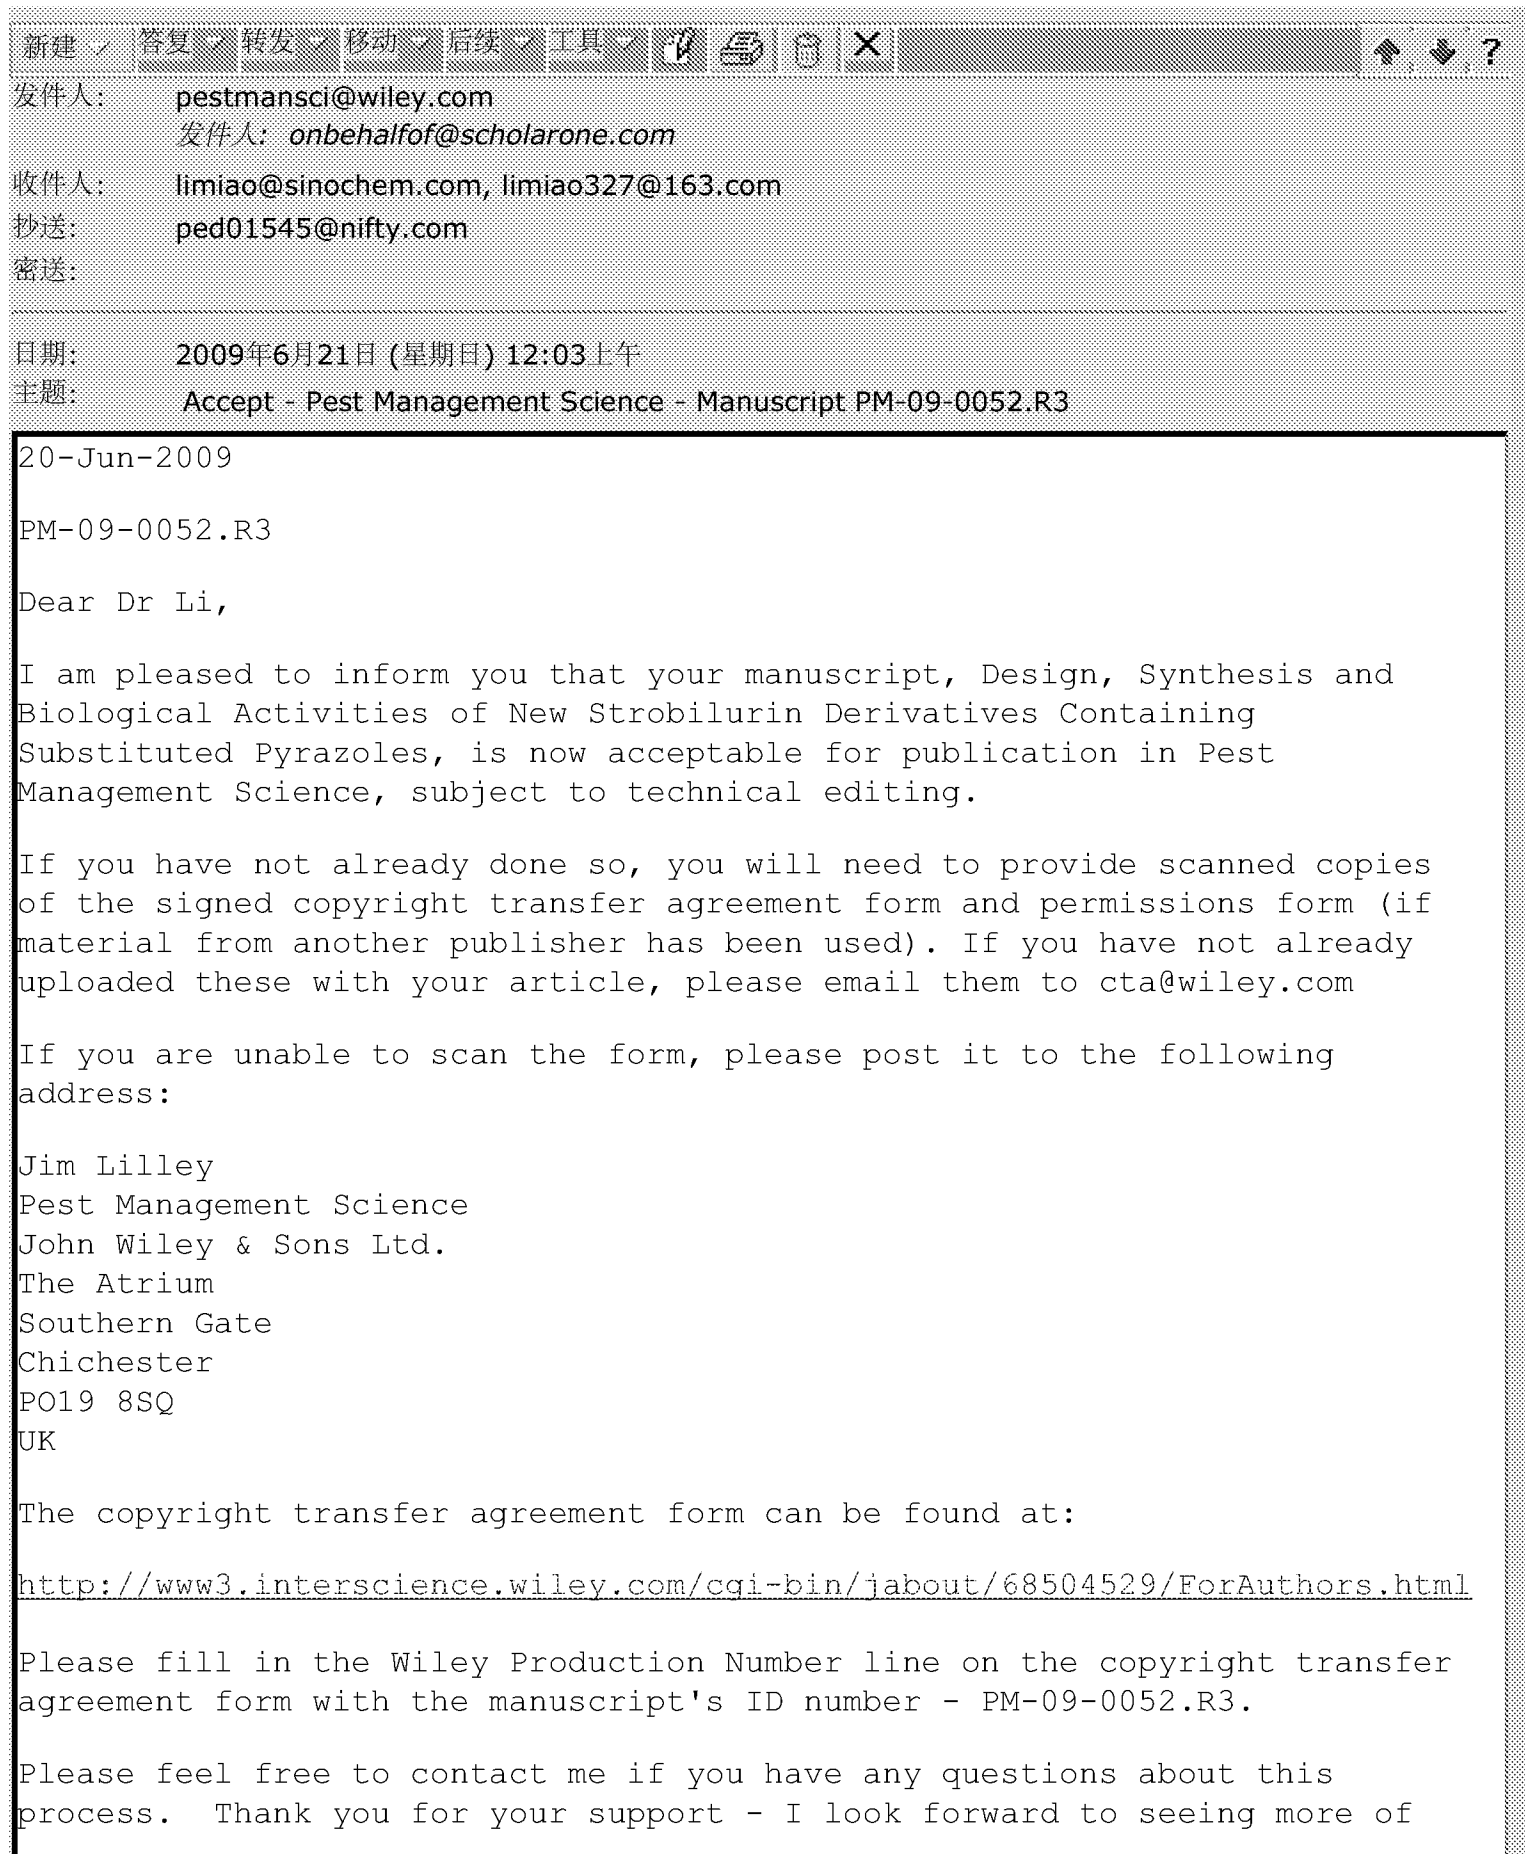 新建 答复 转发 移动 后续 工具 ?
发件人: pestmansci@wiley.com
发件人: onbehalfof@scholarone.com
收件人: limiao@sinochem.com, limiao327@163.com
抄送: ped01545@nifty.com
密送:
日期: 2009年6月21日 (星期日) 12:03上午
主题: Accept - Pest Management Science - Manuscript PM-09-0052.R3
20-Jun-2009
PM-09-0052.R3
Dear Dr Li,
I am pleased to inform you that your manuscript, Design, Synthesis and
Biological Activities of New Strobilurin Derivatives Containing
Substituted Pyrazoles, is now acceptable for publication in Pest
Management Science, subject to technical editing.
If you have not already done so, you will need to provide scanned copies
of the signed copyright transfer agreement form and permissions form (if
material from another publisher has been used). If you have not already
uploaded these with your article, please email them to cta@wiley.com
If you are unable to scan the form, please post it to the following
address:
Jim Lilley
Pest Management Science
John Wiley & Sons Ltd.
The Atrium
Southern Gate
Chichester
PO19 8SQ
UK
The copyright transfer agreement form can be found at:
http://www3.interscience.wiley.com/cgi-bin/jabout/68504529/ForAuthors.html
Please fill in the Wiley Production Number line on the copyright transfer
agreement form with the manuscript's ID number - PM-09-0052.R3.
Please feel free to contact me if you have any questions about this
process.  Thank you for your support - I look forward to seeing more of